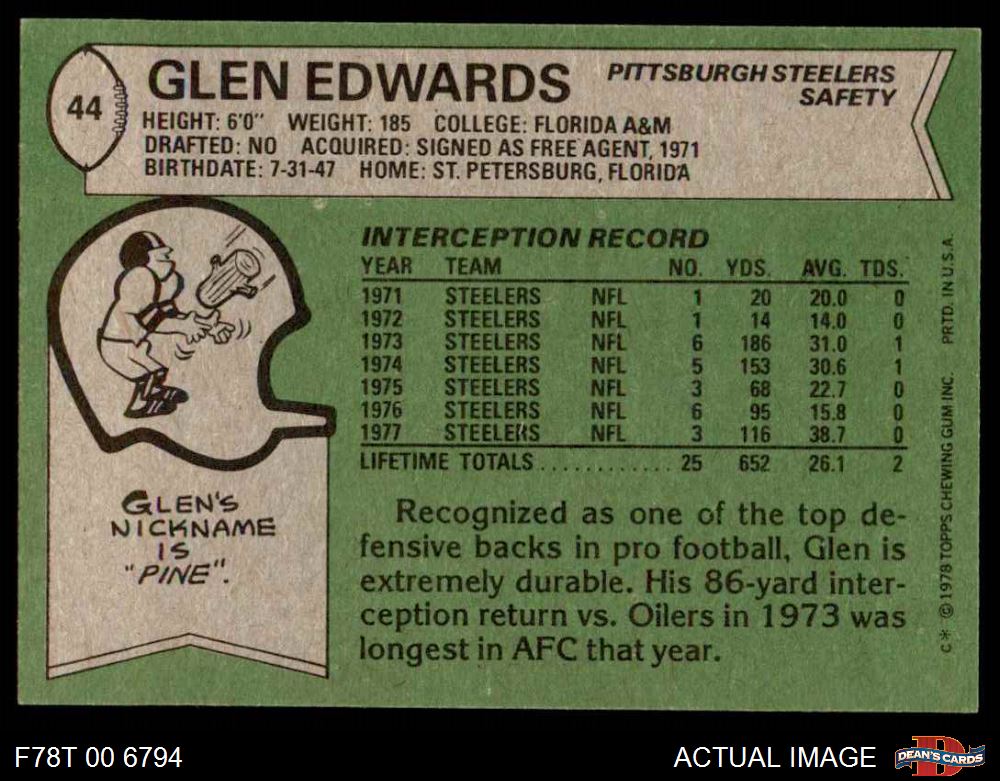 44
GLEN EDWARDS
PITTSBURGH STEELERS
SAFETY
HEIGHT: 6'0" WEIGHT: 185 COLLEGE: FLORIDA A&M
DRAFTED: NO ACQUIRED: SIGNED AS FREE AGENT, 1971
BIRTHDATE: 7-31-47 HOME: ST. PETERSBURG, FLORIDA
INTERCEPTION RECORD
YEAR TEAM NO. YDS. AVG. TDS.
1971 STEELERS NFL 1 20 20.0 0
1972 STEELERS NFL 1 14 14.0 0
1973 STEELERS NFL 6 186 31.0 1
1974 STEELERS NFL 5 153 30.6 1
1975 STEELERS NFL 3 68 22.7 0
1976 STEELERS NFL 6 95 15.8 0
1977 STEELERS NFL 3 116 38.7 0
LIFETIME TOTALS............ 25 652 26.1 2
GLEN'S
NICKNAME
IS
"PINE".
Recognized as one of the top de-
fensive backs in pro football, Glen is
extremely durable. His 86-yard inter-
ception return vs. Oilers in 1973 was
longest in AFC that year.
C* © 1978 TOPPS CHEWING GUM INC. PRTD. IN U.S.A.
F78T 00 6794
ACTUAL IMAGE
D
DEAN'S CARDS